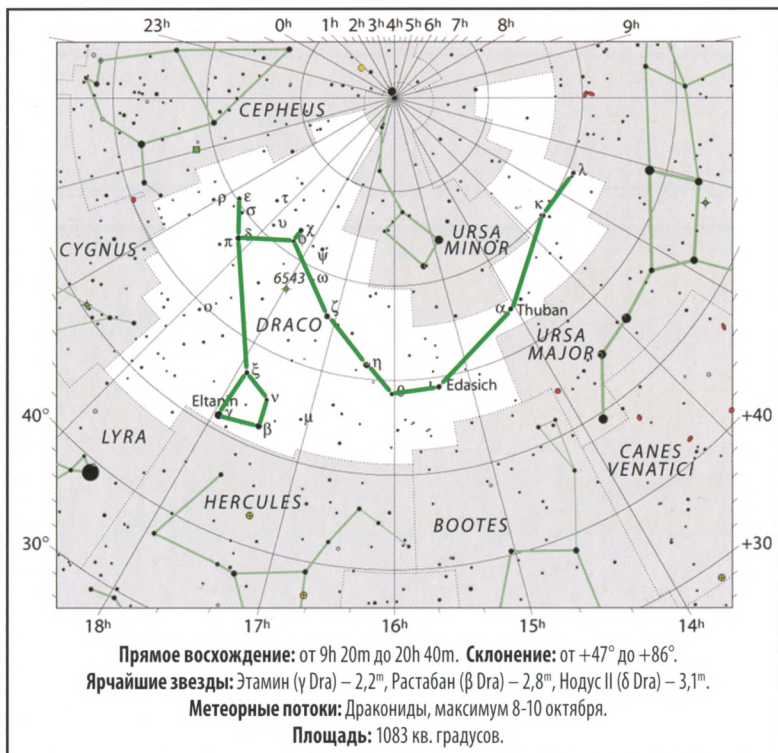 23h 0h 1h 2h 3h 4h 5h 6h 7h 8h 9h
CEPHEUS
λ
κ
ρ ε τ
σ
υ χ
URSA MINOR
π δ φ
ψ
CYGNUS
6543 ω
ο ζ
DRACO
α Thuban
URSA MAJOR
η
ξ
θ ι Edasich
Eltanin
ν
γ
β μ
40° +40
LYRA
CANES VENATICI
HERCULES
BOOTES
30° +30
18h 17h 16h 15h 14h
Прямое восхождение: от 9h 20m до 20h 40m. Склонение: от +47° до +86°.
Ярчайшие звезды: Этамин (γ Dra) – 2,2ᵐ, Растабан (β Dra) – 2,8ᵐ, Нодус II (δ Dra) – 3,1ᵐ.
Метеорные потоки: Дракониды, максимум 8-10 октября.
Площадь: 1083 кв. градусов.